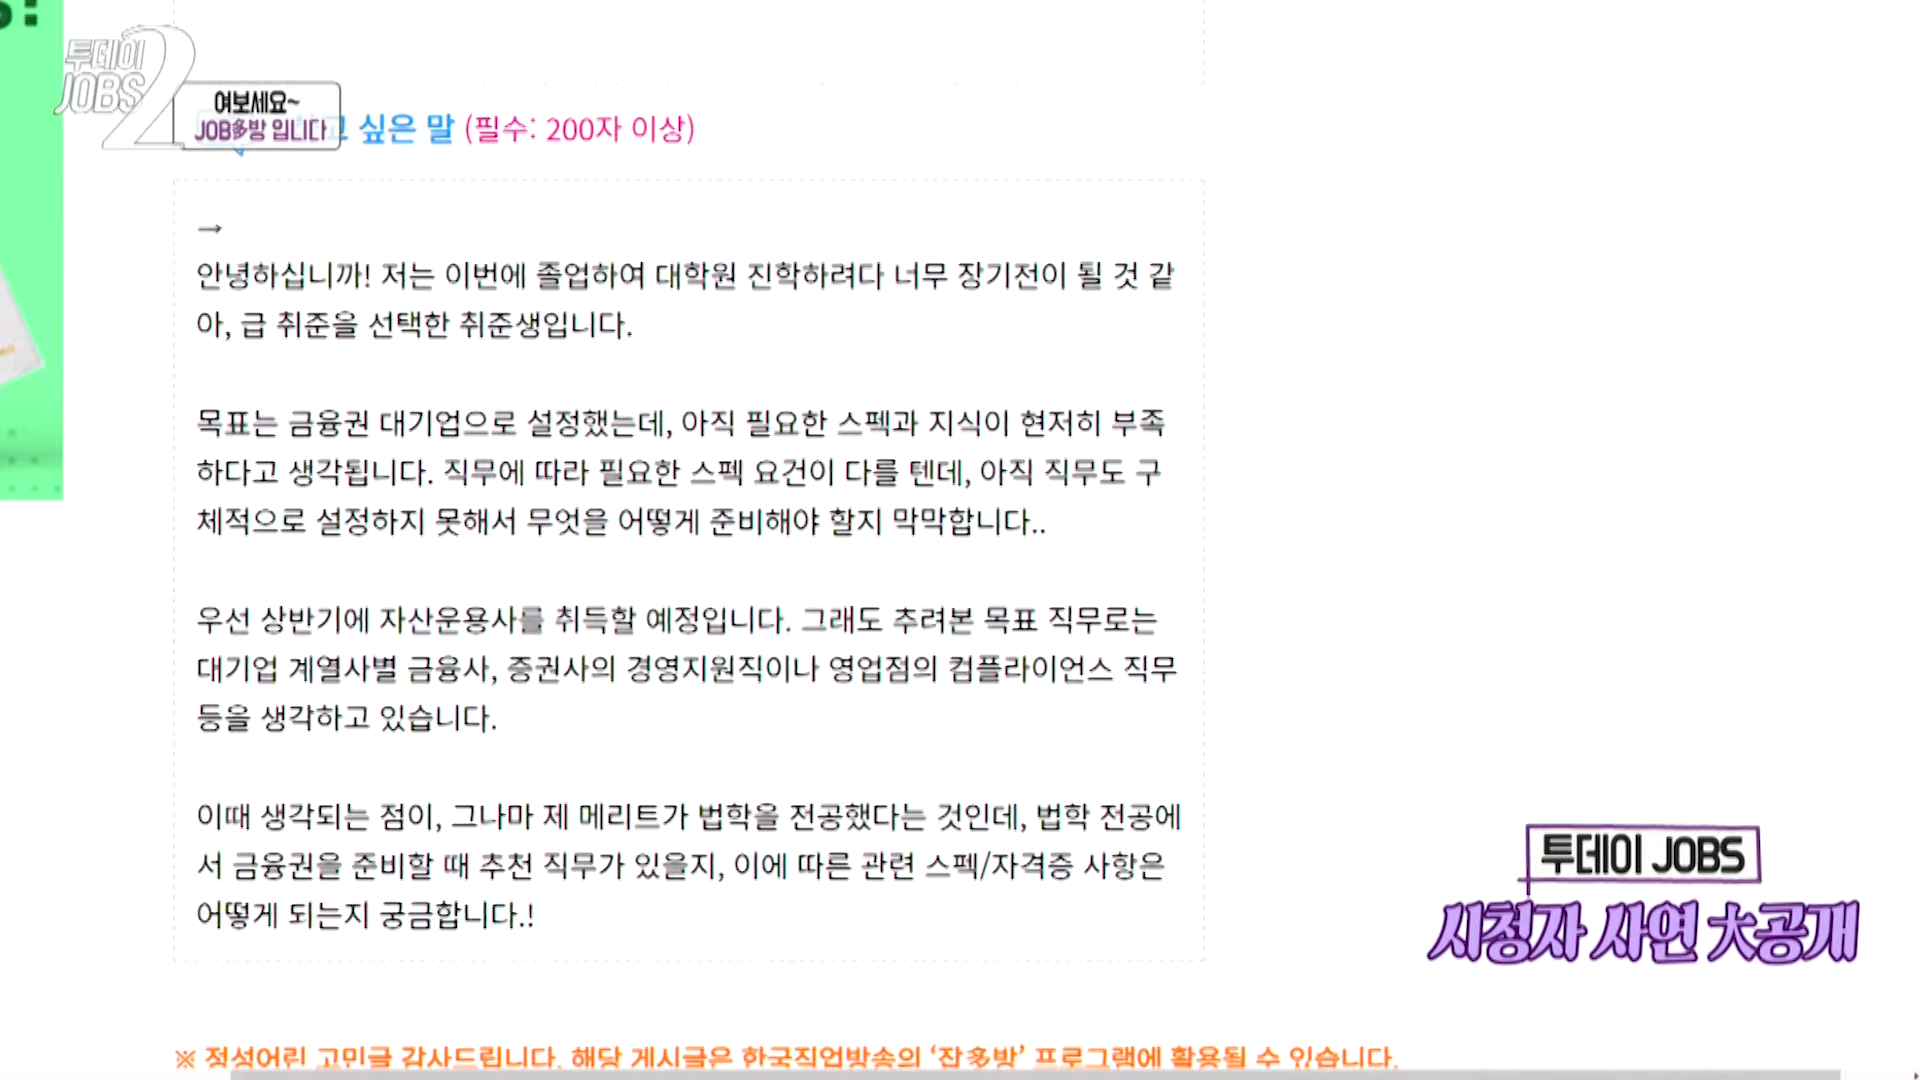 투데이
JOBS 2
여보세요~
JOB多방 입니다
싶은 말 (필수: 200자 이상)
→
안녕하십니까! 저는 이번에 졸업하여 대학원 진학하려다 너무 장기전이 될 것 같
아, 급 취준을 선택한 취준생입니다.
목표는 금융권 대기업으로 설정했는데, 아직 필요한 스펙과 지식이 현저히 부족
하다고 생각됩니다. 직무에 따라 필요한 스펙 요건이 다를 텐데, 아직 직무도 구
체적으로 설정하지 못해서 무엇을 어떻게 준비해야 할지 막막합니다..
우선 상반기에 자산운용사를 취득할 예정입니다. 그래도 추려본 목표 직무로는
대기업 계열사별 금융사, 증권사의 경영지원직이나 영업점의 컴플라이언스 직무
등을 생각하고 있습니다.
이때 생각되는 점이, 그나마 제 메리트가 법학을 전공했다는 것인데, 법학 전공에
서 금융권을 준비할 때 추천 직무가 있을지, 이에 따른 관련 스펙/자격증 사항은
어떻게 되는지 궁금합니다.!
투데이 JOBS
시청자 사연 大공개
※ 정성어린 고민글 감사드립니다. 해당 게시글은 한국직업방송의 ‘잡多방’ 프로그램에 활용될 수 있습니다.